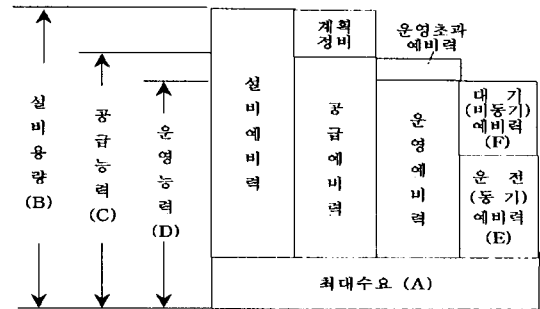 설비용량
(B)
공급능력
(C)
운영능력
(D)
설비예비력
계획
정비
공급예비력
운영초과
예비력
운영예비력
대 기
(비동기)
예비력
(F)
운 전
(동 기)
예비력
(E)
최대수요 (A)